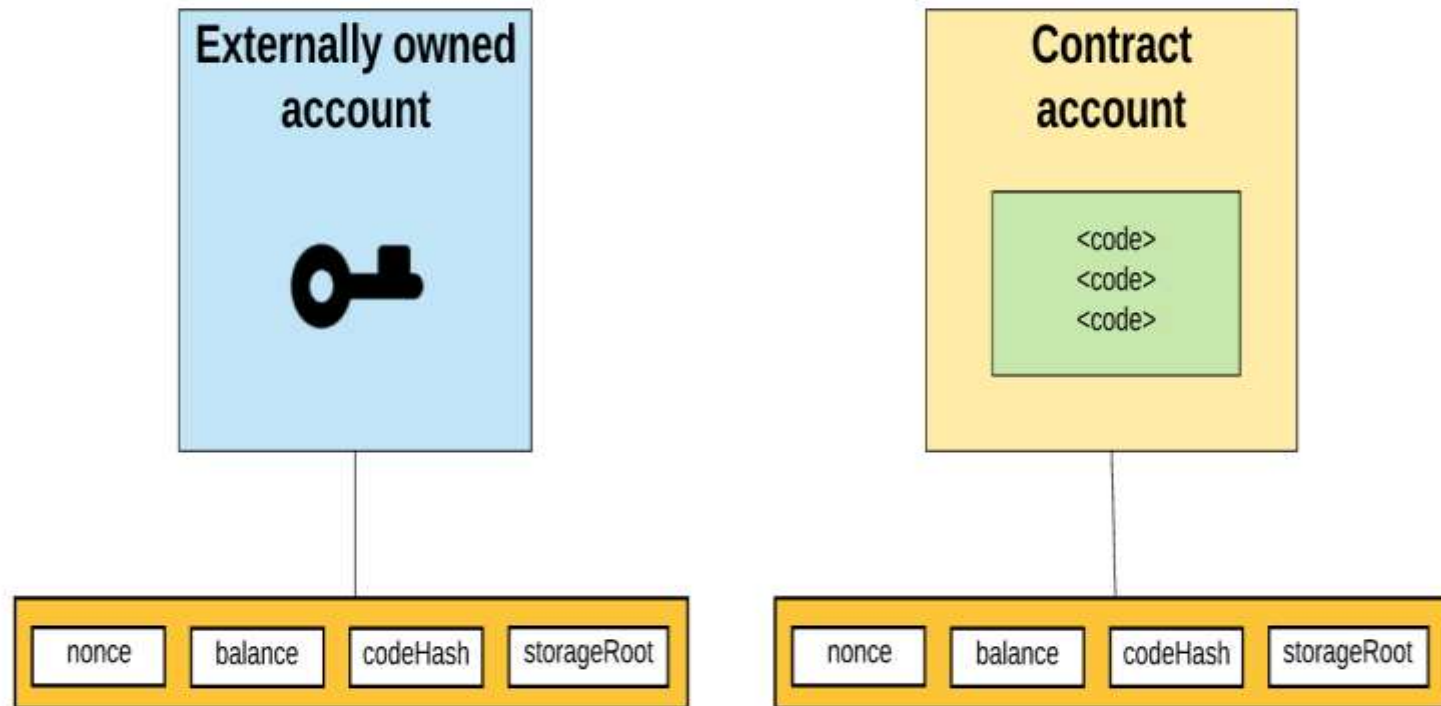 Externally owned
account
Contract
account
<code>
<code>
<code>
nonce balance codeHash storageRoot
nonce balance codeHash storageRoot